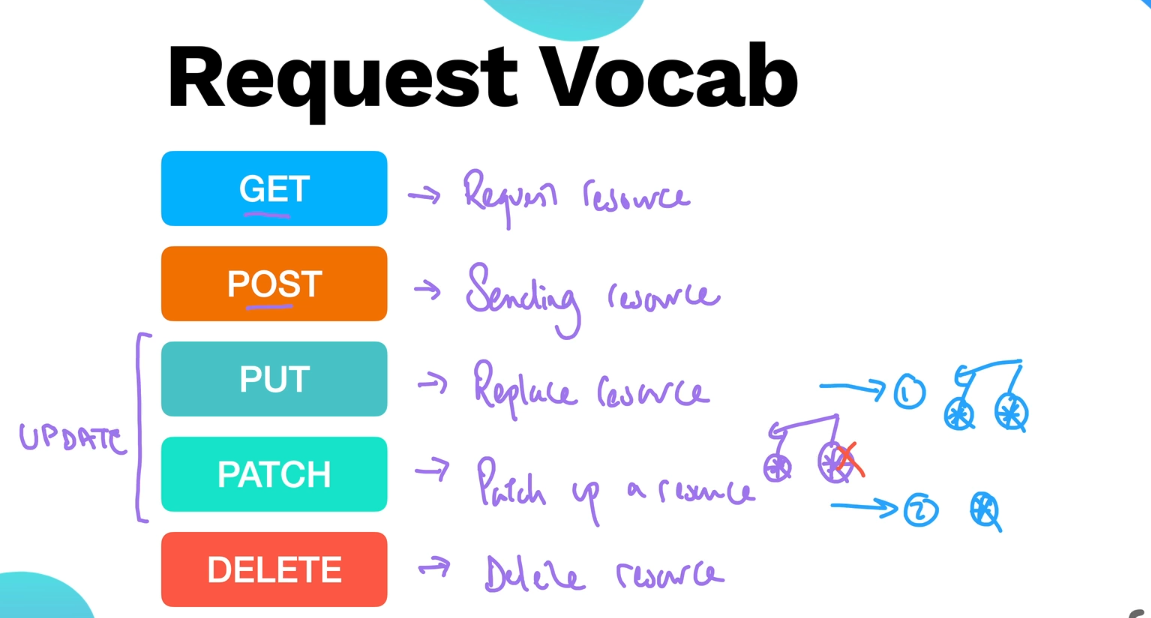 Request Vocab
GET → Request resource
POST → Sending resource
PUT → Replace resource → 1
UPDATE
PATCH → Patch up a resource → 2
DELETE → Delete resource